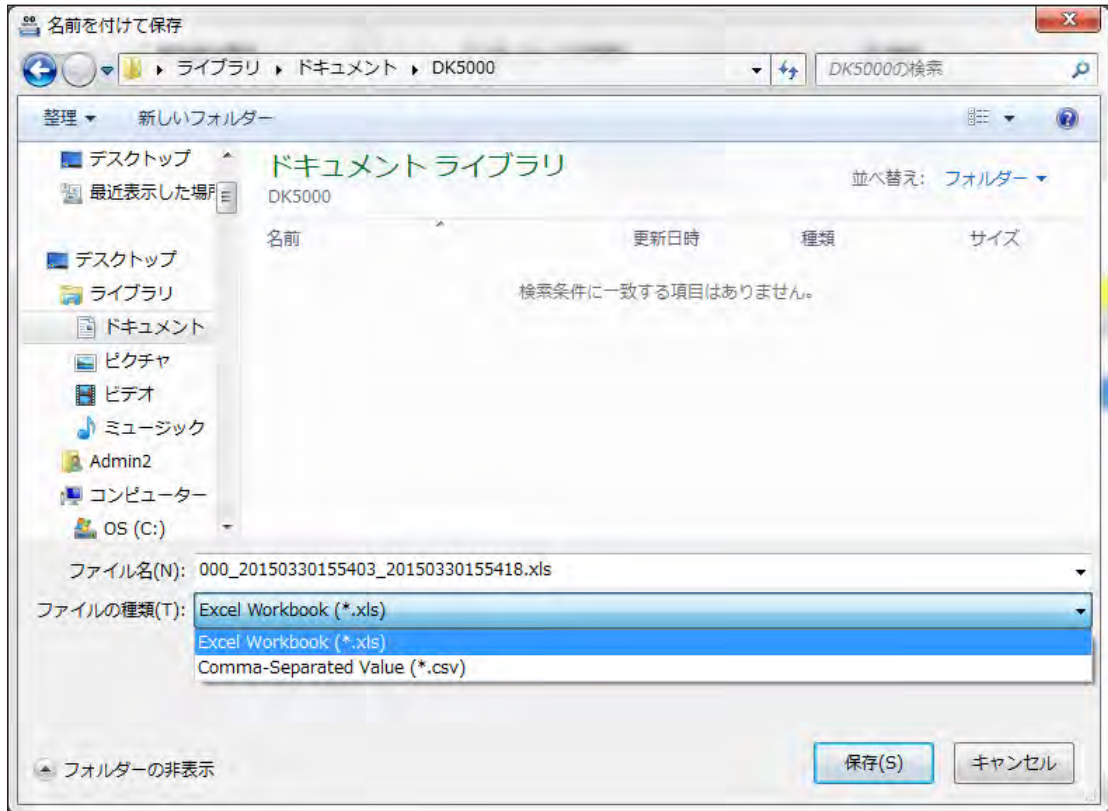 名前を付けて保存
ライブラリ ドキュメント DK5000 DK5000の検索
整理 新しいフォルダー
デスクトップ
最近表示した場所
ドキュメント ライブラリ
DK5000
並べ替え: フォルダー
名前 更新日時 種類 サイズ
検索条件に一致する項目はありません。
デスクトップ
ライブラリ
ドキュメント
ピクチャ
ビデオ
ミュージック
Admin2
コンピューター
OS (C:)
ファイル名(N): 000_20150330155403_20150330155418.xls
ファイルの種類(T): Excel Workbook (*.xls)
Excel Workbook (*.xls)
Comma-Separated Value (*.csv)
フォルダーの非表示
保存(S) キャンセル